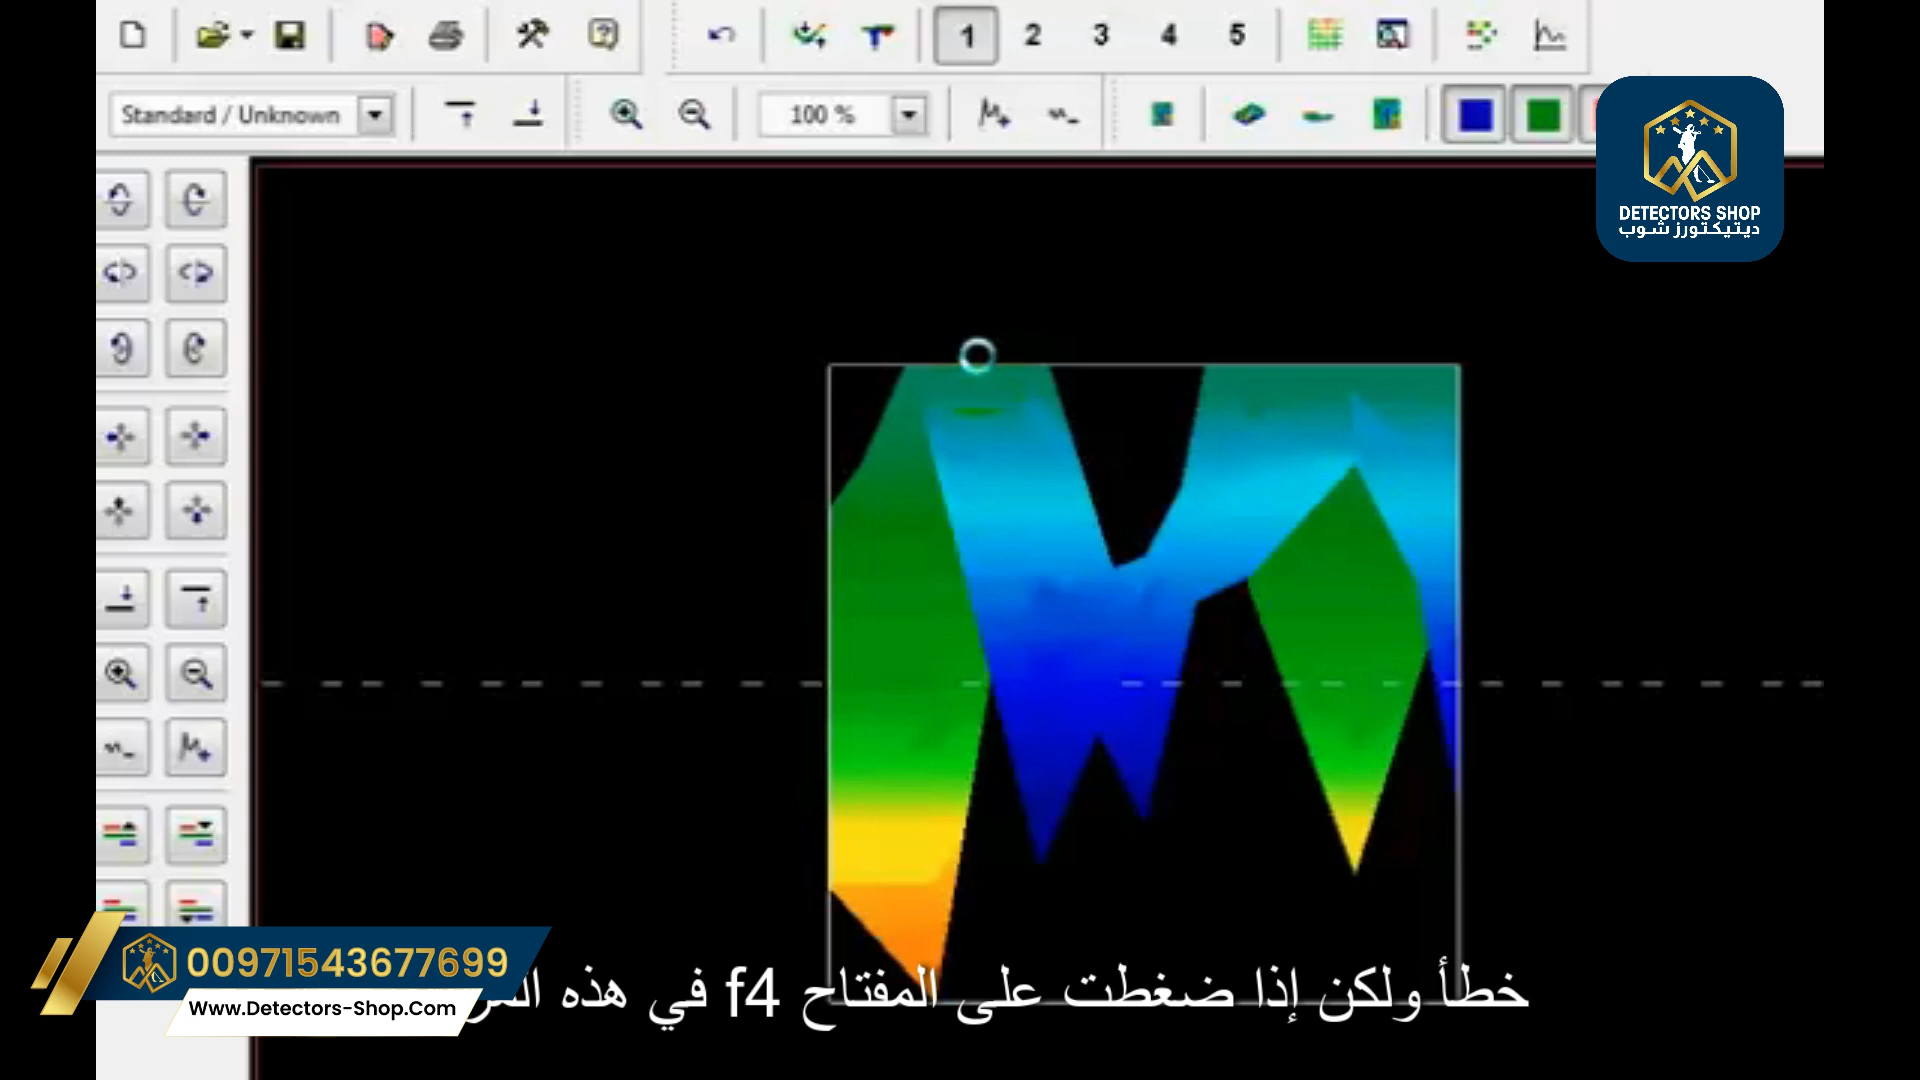 1 2 3 4 5
Standard / Unknown
100 %
DETECTORS SHOP
ديتيكتورز شوب
00971543677699
www.Detectors-Shop.Com
خطأ ولكن إذا ضغطت على المفتاح f4 في هذه